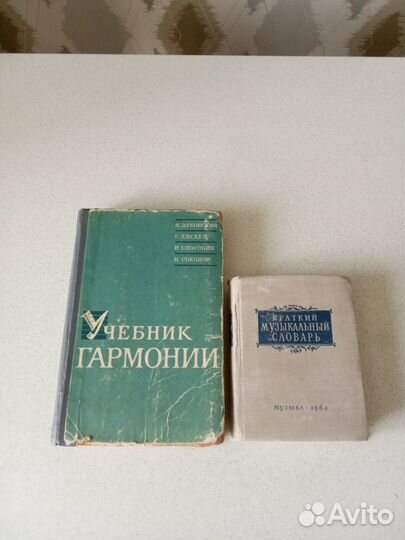 И. ДУБОВСКИЙ
С. ЕВСЕЕВ
И. СПОСОБИН
В. СОКОЛОВ
УЧЕБНИК
ГАРМОНИИ
КРАТКИЙ
МУЗЫКАЛЬНЫЙ
СЛОВАРЬ
МУЗЫКА · 1964
Avito